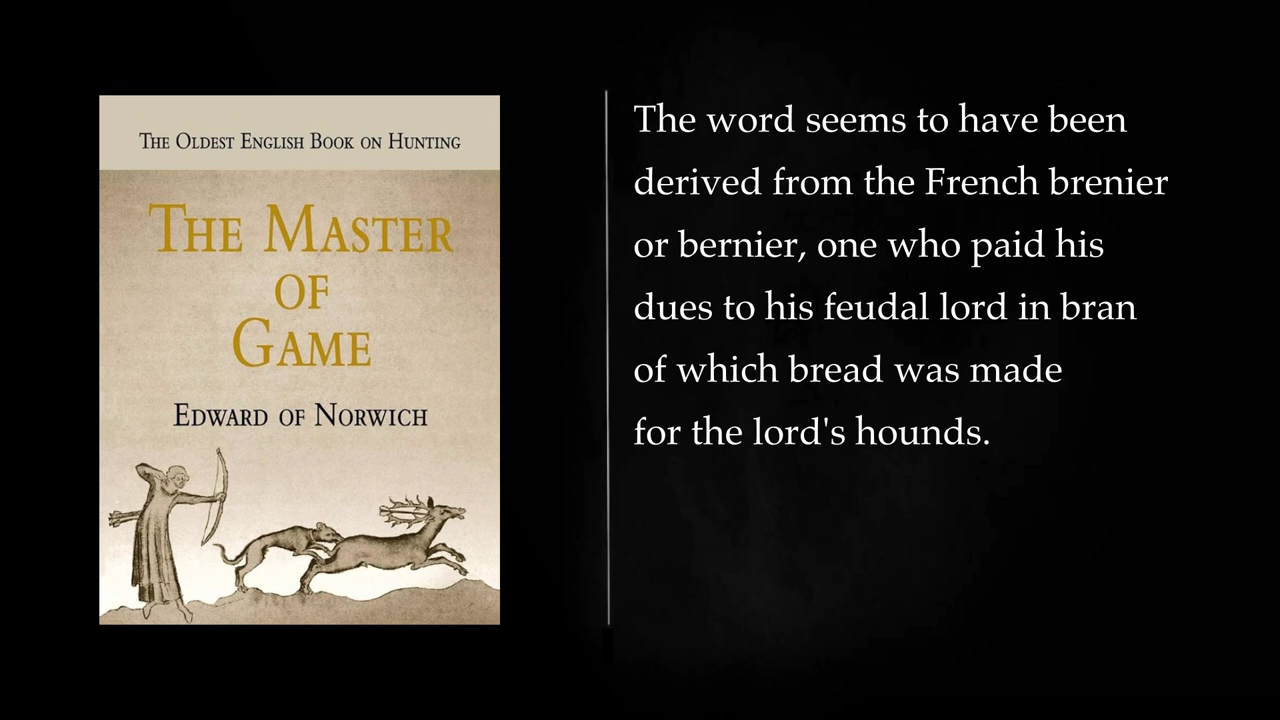 The Oldest English Book on Hunting
The Master
of
Game
Edward of Norwich
The word seems to have been
derived from the French brenier
or bernier, one who paid his
dues to his feudal lord in bran
of which bread was made
for the lord's hounds.